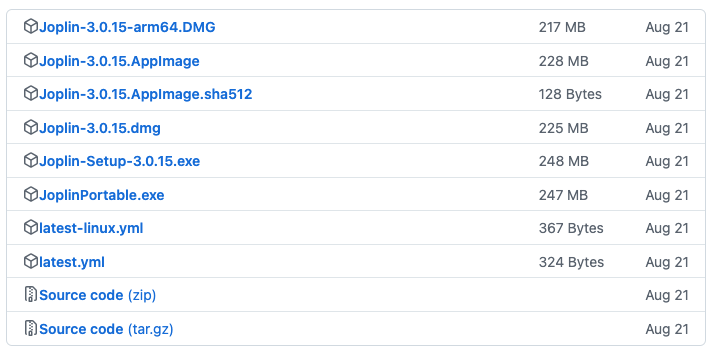 Joplin-3.0.15-arm64.DMG 217 MB Aug 21
Joplin-3.0.15.AppImage 228 MB Aug 21
Joplin-3.0.15.AppImage.sha512 128 Bytes Aug 21
Joplin-3.0.15.dmg 225 MB Aug 21
Joplin-Setup-3.0.15.exe 248 MB Aug 21
JoplinPortable.exe 247 MB Aug 21
latest-linux.yml 367 Bytes Aug 21
latest.yml 324 Bytes Aug 21
Source code (zip) Aug 21
Source code (tar.gz) Aug 21